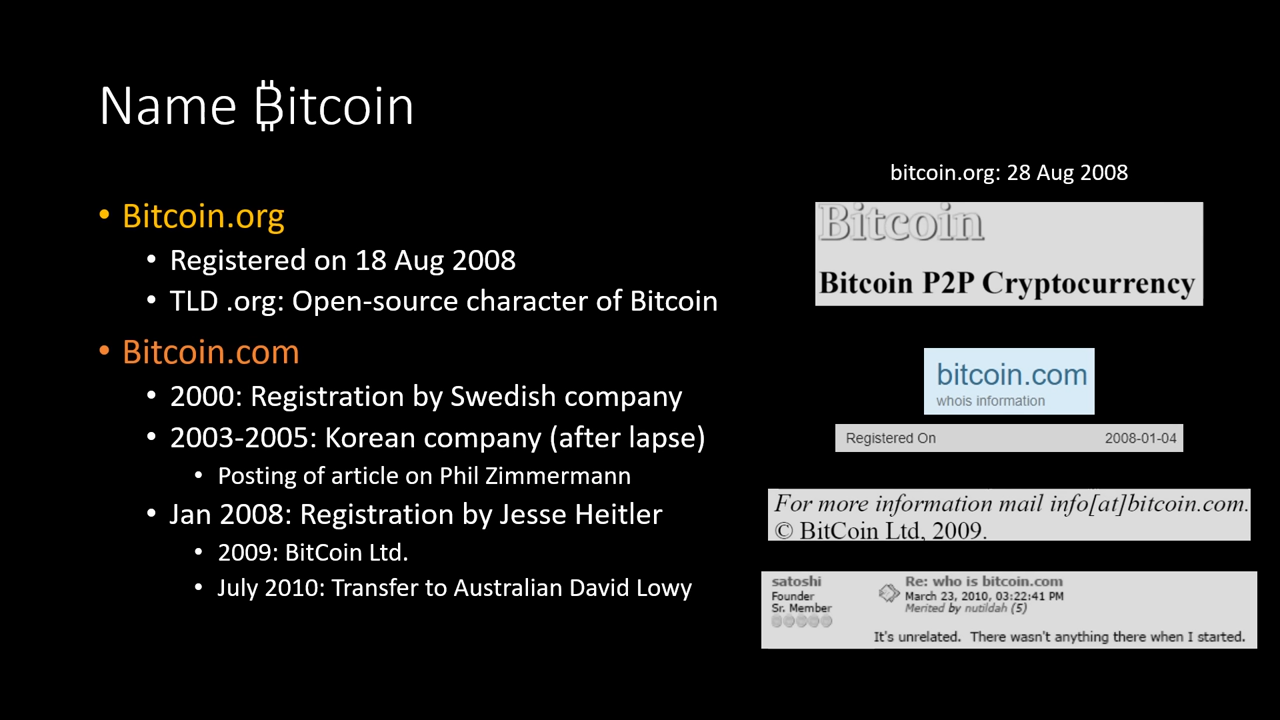 Name ₿itcoin
• Bitcoin.org
• Registered on 18 Aug 2008
• TLD .org: Open-source character of Bitcoin
• Bitcoin.com
• 2000: Registration by Swedish company
• 2003-2005: Korean company (after lapse)
• Posting of article on Phil Zimmermann
• Jan 2008: Registration by Jesse Heitler
• 2009: BitCoin Ltd.
• July 2010: Transfer to Australian David Lowy
bitcoin.org: 28 Aug 2008
Bitcoin
Bitcoin P2P Cryptocurrency
bitcoin.com
whois information
Registered On 2008-01-04
For more information mail info[at]bitcoin.com.
© BitCoin Ltd, 2009.
satoshi
Founder
Sr. Member
Re: who is bitcoin.com
March 23, 2010, 03:22:41 PM
Merited by nutildah (5)
It's unrelated. There wasn't anything there when I started.